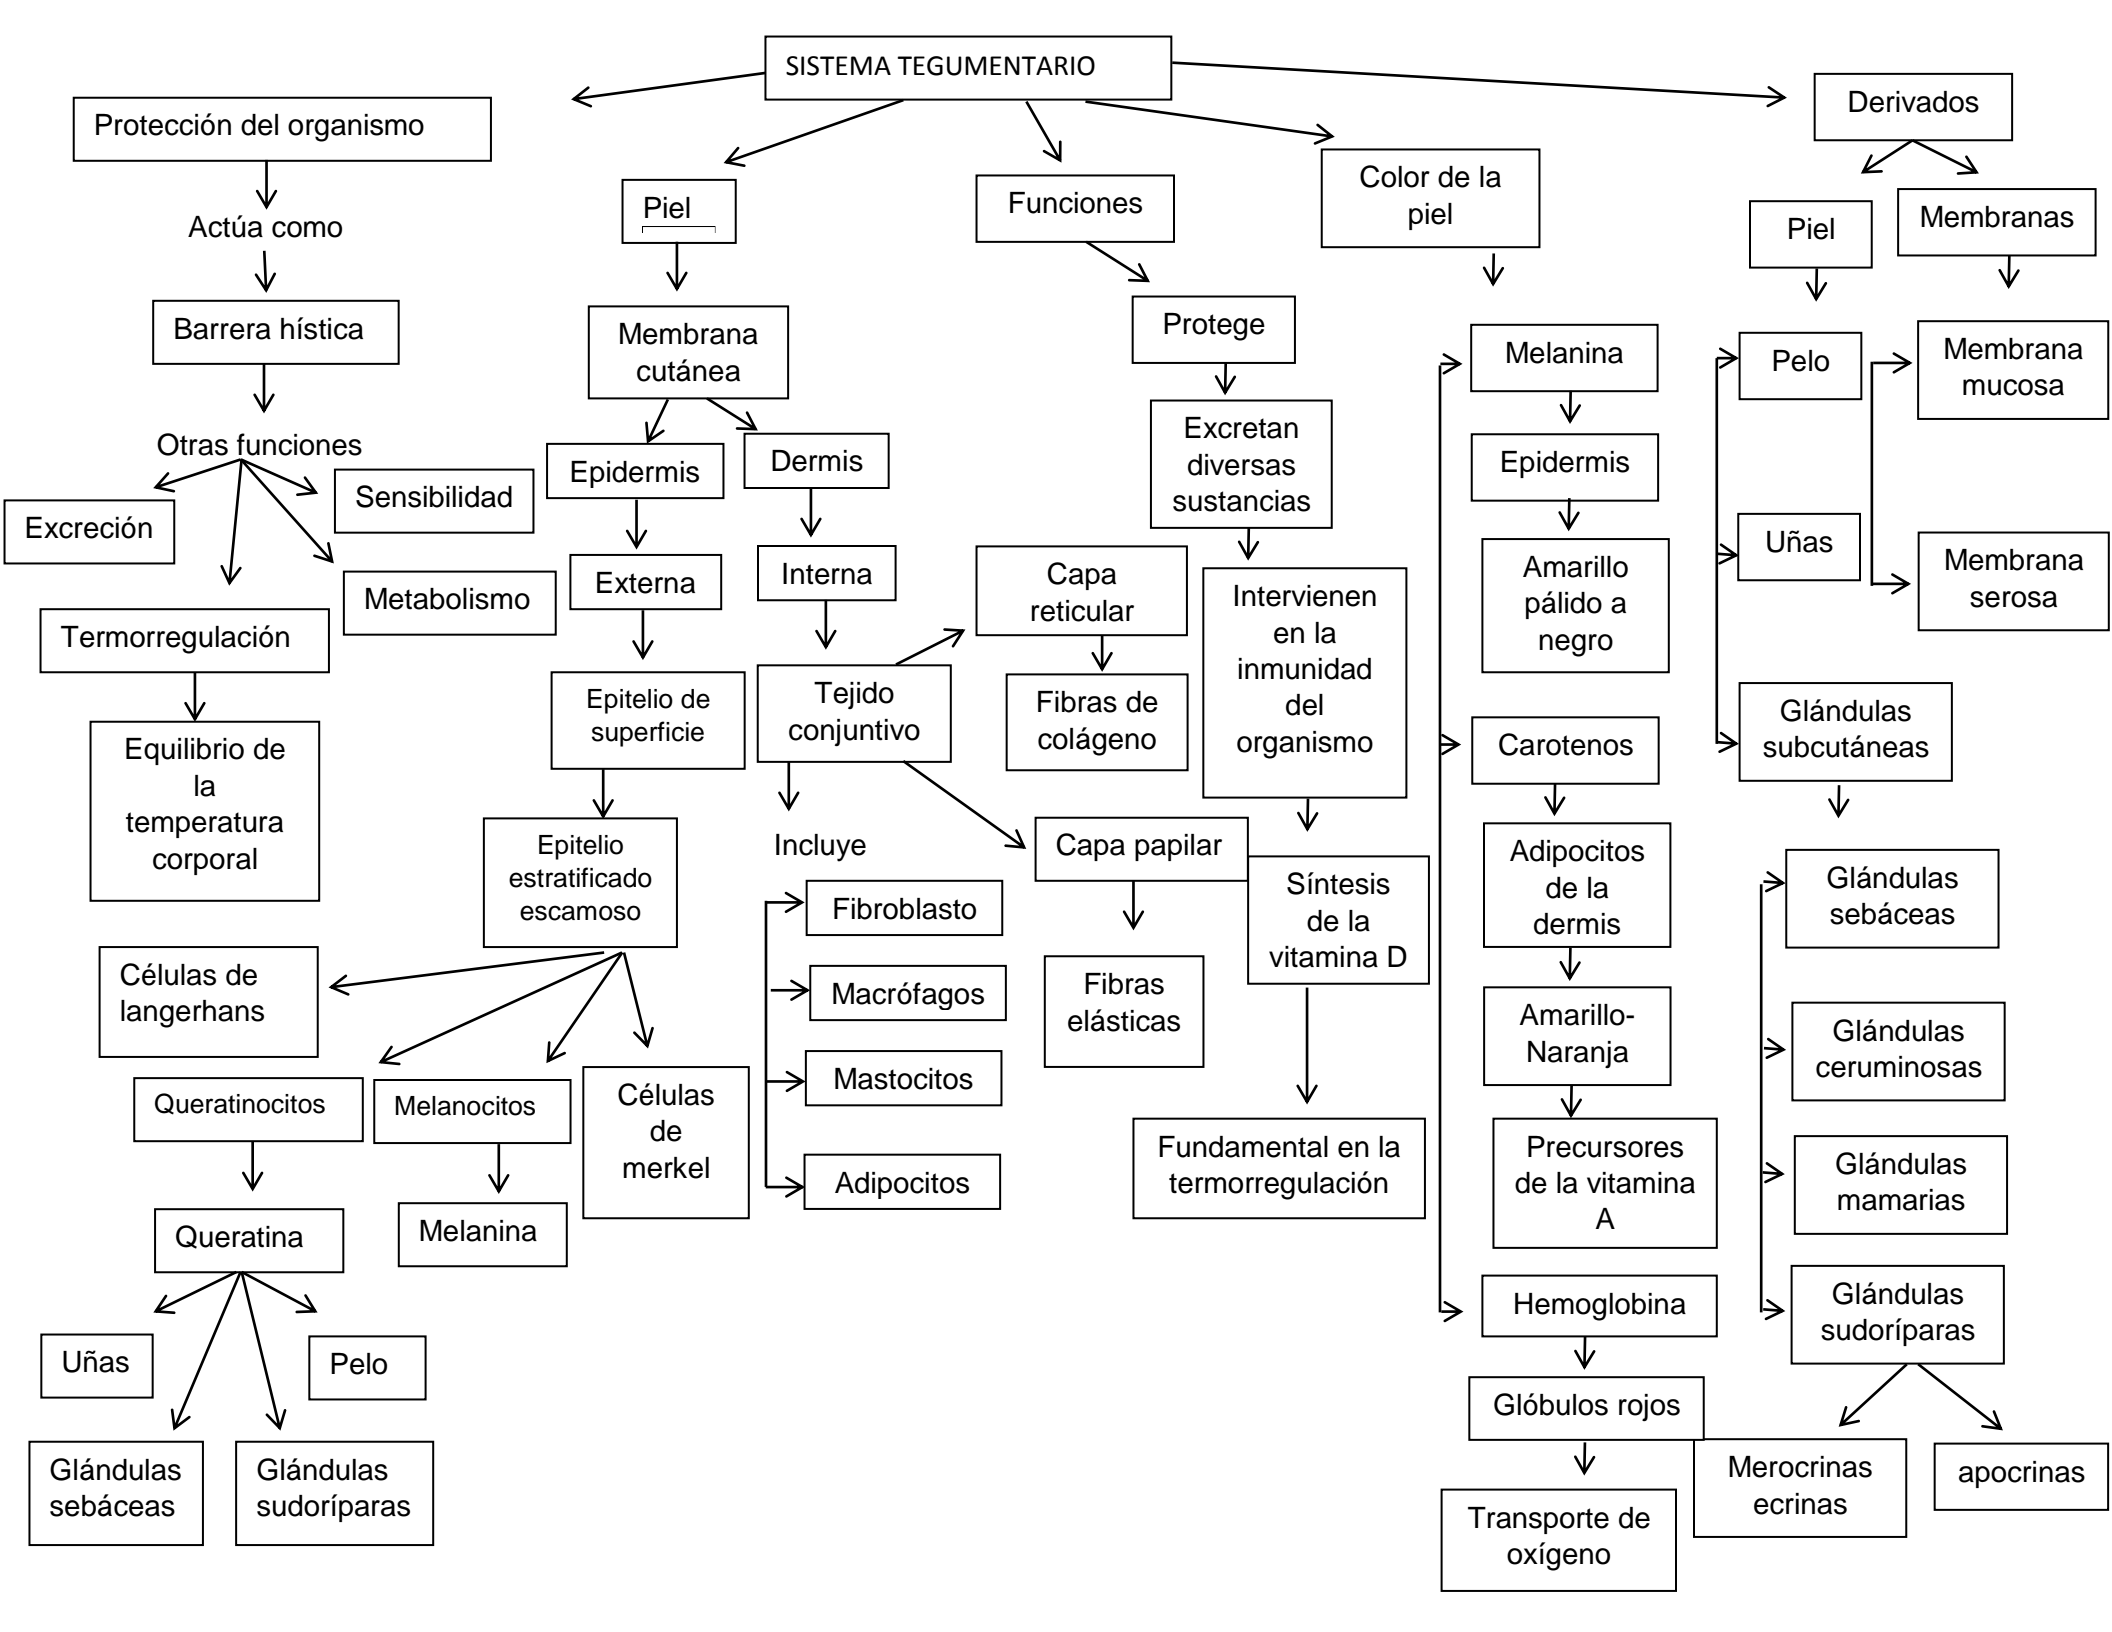 SISTEMA TEGUMENTARIO
Protección del organismo
Actúa como
Barrera hística
Otras funciones
Excreción
Sensibilidad
Metabolismo
Termorregulación
Equilibrio de
la
temperatura
corporal
Piel
Membrana
cutánea
Epidermis
Externa
Epitelio de
superficie
Epitelio
estratificado
escamoso
Células de
langerhans
Queratinocitos
Queratina
Uñas
Pelo
Glándulas
sebáceas
Glándulas
sudoríparas
Melanocitos
Melanina
Células
de
merkel
Dermis
Interna
Tejido
conjuntivo
Incluye
Fibroblasto
Macrófagos
Mastocitos
Adipocitos
Capa
reticular
Fibras de
colágeno
Capa papilar
Fibras
elásticas
Funciones
Protege
Excretan
diversas
sustancias
Intervienen
en la
inmunidad
del
organismo
Síntesis
de la
vitamina D
Fundamental en la
termorregulación
Color de la
piel
Melanina
Epidermis
Amarillo
pálido a
negro
Carotenos
Adipocitos
de la
dermis
Amarillo-
Naranja
Precursores
de la vitamina
A
Hemoglobina
Glóbulos rojos
Transporte de
oxígeno
Derivados
Piel
Pelo
Uñas
Glándulas
subcutáneas
Glándulas
sebáceas
Glándulas
ceruminosas
Glándulas
mamarias
Glándulas
sudoríparas
Merocrinas
ecrinas
apocrinas
Membranas
Membrana
mucosa
Membrana
serosa